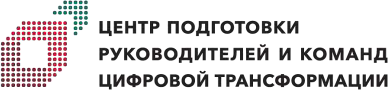 ЦЕНТР ПОДГОТОВКИ
РУКОВОДИТЕЛЕЙ И КОМАНД
ЦИФРОВОЙ ТРАНСФОРМАЦИИ